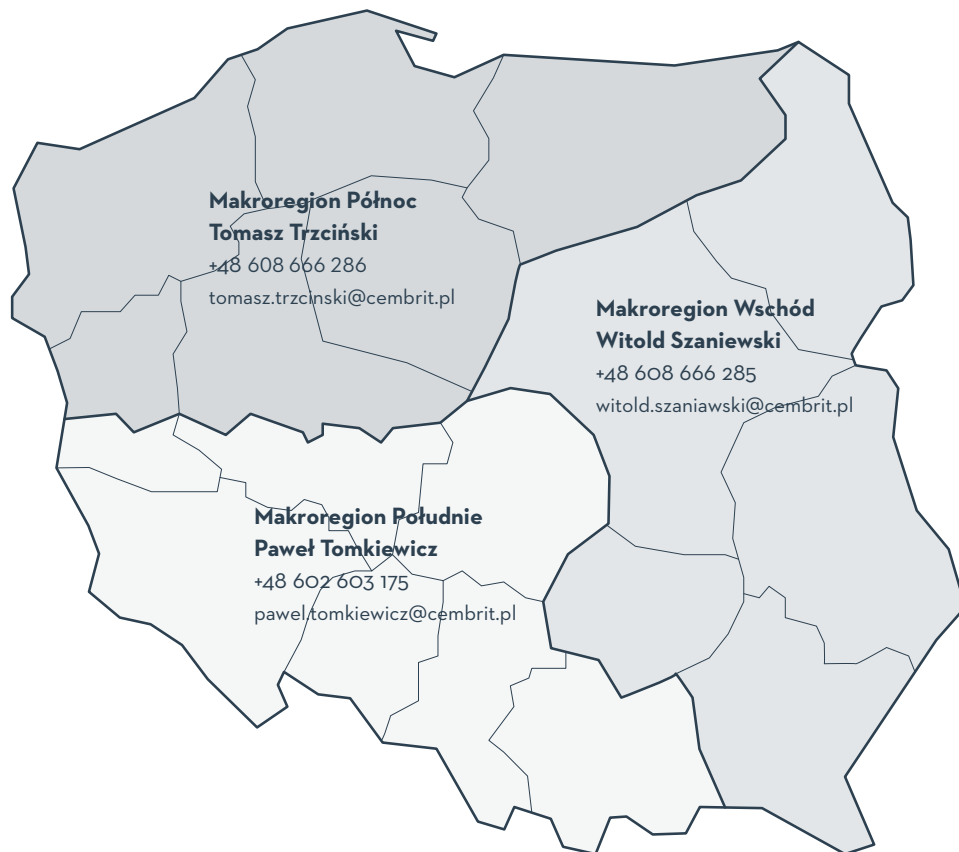 Makroregion Północ
Tomasz Trzciński
+48 608 666 286
tomasz.trzcinski@cembrit.pl
Makroregion Wschód
Witold Szaniewski
+48 608 666 285
witold.szaniawski@cembrit.pl
Makroregion Południe
Paweł Tomkiewicz
+48 602 603 175
pawel.tomkiewicz@cembrit.pl